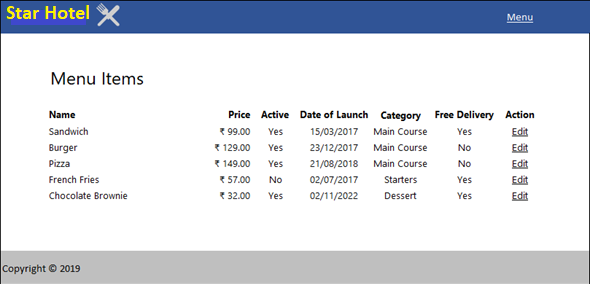 Star Hotel
Menu
Menu Items
Name Price Active Date of Launch Category Free Delivery Action
Sandwich ₹ 99.00 Yes 15/03/2017 Main Course Yes Edit
Burger ₹ 129.00 Yes 23/12/2017 Main Course No Edit
Pizza ₹ 149.00 Yes 21/08/2018 Main Course No Edit
French Fries ₹ 57.00 No 02/07/2017 Starters Yes Edit
Chocolate Brownie ₹ 32.00 Yes 02/11/2022 Dessert Yes Edit
Copyright © 2019